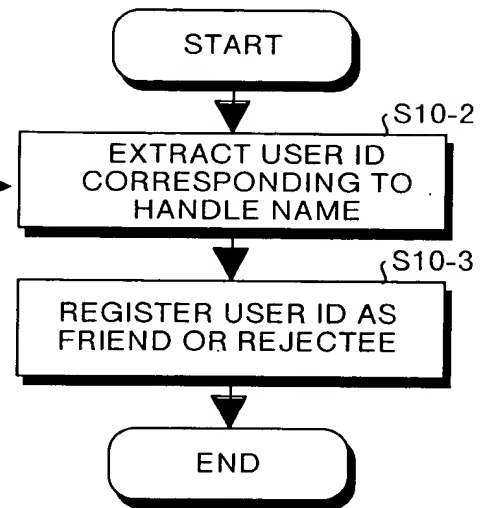 START
S10-2
EXTRACT USER ID
CORRESPONDING TO
HANDLE NAME
S10-3
REGISTER USER ID AS
FRIEND OR REJECTEE
END